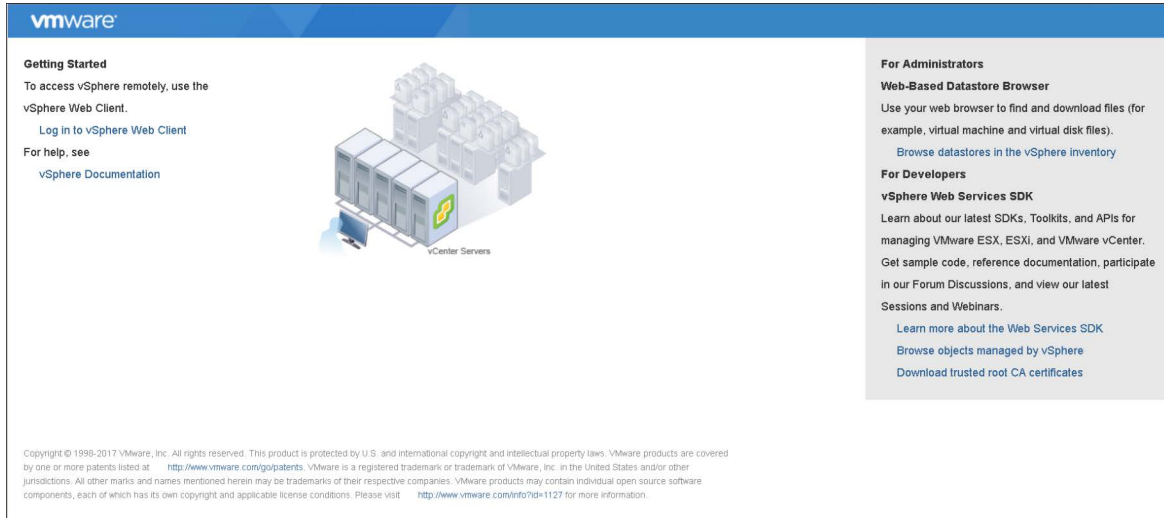 vmware
Getting Started
To access vSphere remotely, use the
vSphere Web Client.
Log in to vSphere Web Client
For help, see
vSphere Documentation
vCenter Servers
For Administrators
Web-Based Datastore Browser
Use your web browser to find and download files (for
example, virtual machine and virtual disk files).
Browse datastores in the vSphere inventory
For Developers
vSphere Web Services SDK
Learn about our latest SDKs, Toolkits, and APIs for
managing VMware ESX, ESXi, and VMware vCenter.
Get sample code, reference documentation, participate
in our Forum Discussions, and view our latest
Sessions and Webinars.
Learn more about the Web Services SDK
Browse objects managed by vSphere
Download trusted root CA certificates
Copyright © 1998-2017 VMware, Inc. All rights reserved. This product is protected by U.S. and international copyright and intellectual property laws. VMware products are covered
by one or more patents listed at http://www.vmware.com/go/patents. VMware is a registered trademark or trademark of VMware, Inc. in the United States and/or other
jurisdictions. All other marks and names mentioned herein may be trademarks of their respective companies. VMware products may contain individual open source software
components, each of which has its own copyright and applicable license conditions. Please visit http://www.vmware.com/info?id=1127 for more information.